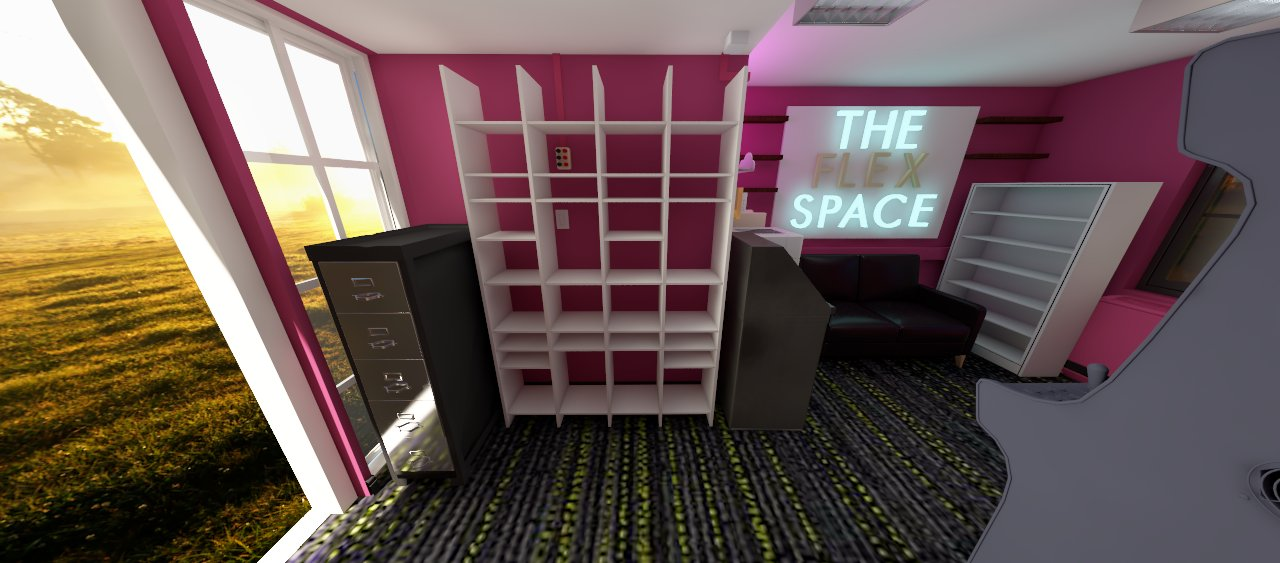 THE
FLEX
SPACE